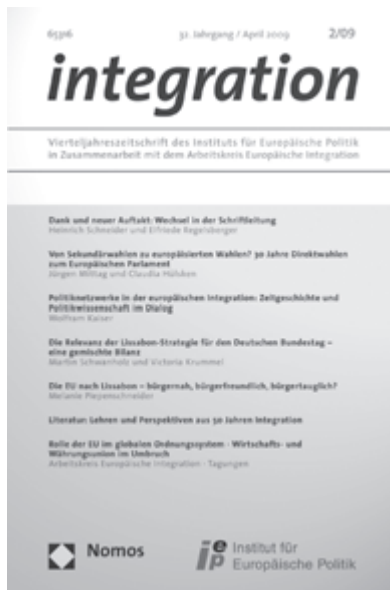 65316 32. Jahrgang / April 2009 2/09
integration
Vierteljahreszeitschrift des Instituts für Europäische Politik
in Zusammenarbeit mit dem Arbeitskreis Europäische Integration
Dank und neuer Auftakt: Wechsel in der Schriftleitung
Heinrich Schneider und Elfriede Regelsberger
Von Sekundärwahlen zu europäisierten Wahlen? 30 Jahre Direktwahlen
zum Europäischen Parlament
Jürgen Mittag und Claudia Hülsken
Politiknetzwerke in der europäischen Integration: Zeitgeschichte und
Politikwissenschaft im Dialog
Wolfram Kaiser
Die Relevanz der Lissabon-Strategie für den Deutschen Bundestag –
eine gemischte Bilanz
Martin Schwanholz und Victoria Krummel
Die EU nach Lissabon – bürgernah, bürgerfreundlich, bürgertauglich?
Melanie Piepenschneider
Literatur: Lehren und Perspektiven aus 50 Jahren Integration
Rolle der EU im globalen Ordnungssystem · Wirtschafts- und
Währungsunion im Umbruch
Arbeitskreis Europäische Integration · Tagungen
Nomos
iep Institut für
Europäische Politik